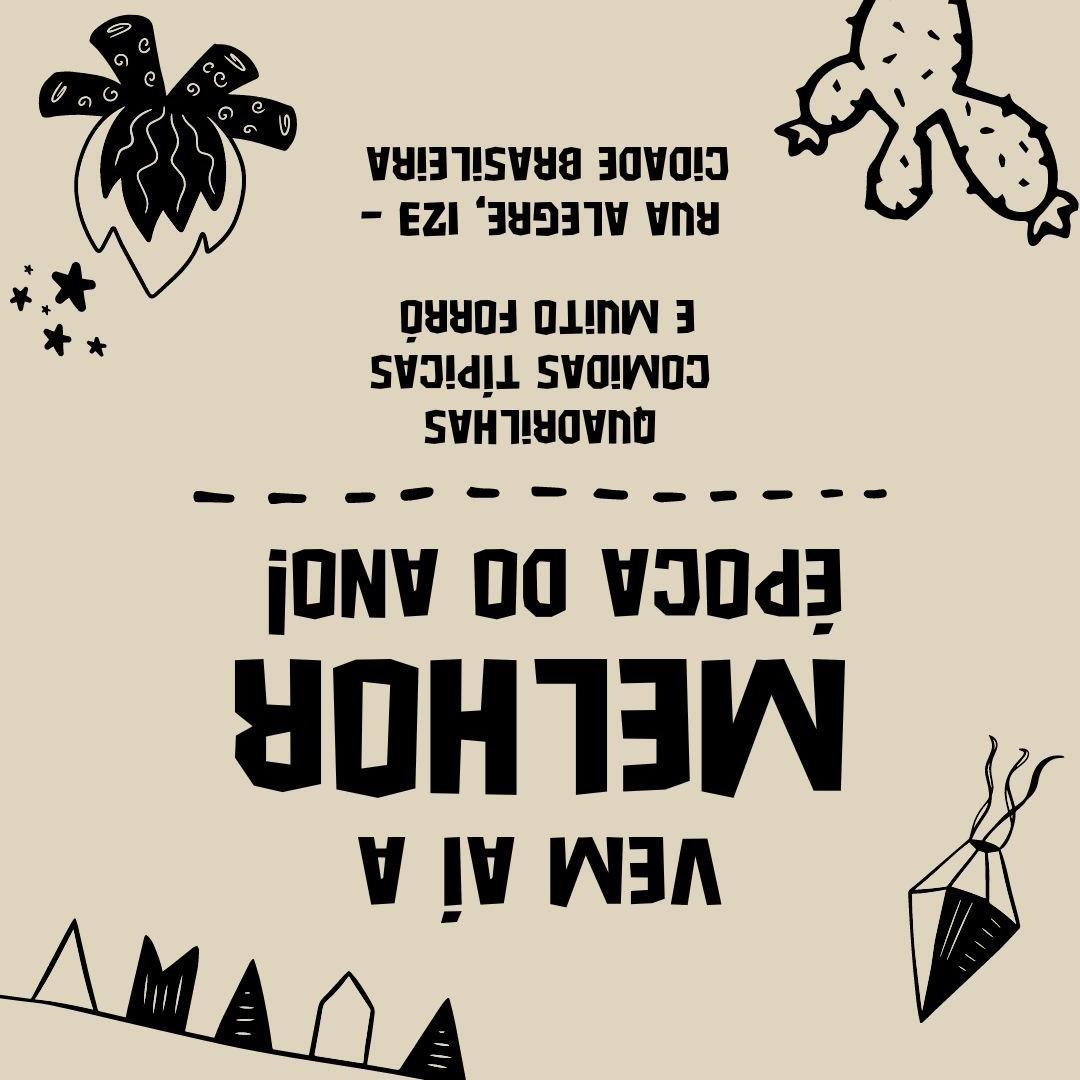 VEM AÍ A
MELHOR
ÉPOCA DO ANO!
QUADRILHAS
COMIDAS TÍPICAS
E MUITO FORRÓ
RUA ALEGRE, 123 -
CIDADE BRASILEIRA